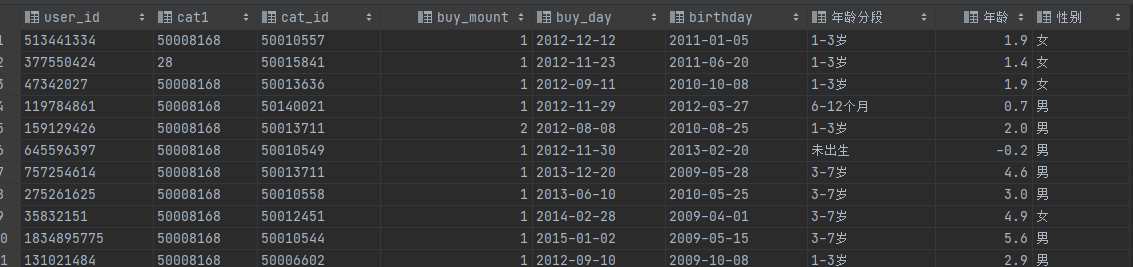 user_id cat1 cat_id buy_mount buy_day birthday 年龄分段 年龄 性别
1 513441334 50008168 50010557 1 2012-12-12 2011-01-05 1-3岁 1.9 女
2 377550424 28 50015841 1 2012-11-23 2011-06-20 1-3岁 1.4 女
3 47342027 50008168 50013636 1 2012-09-11 2010-10-08 1-3岁 1.9 女
4 119784861 50008168 50140021 1 2012-11-29 2012-03-27 6-12个月 0.7 男
5 159129426 50008168 50013711 2 2012-08-08 2010-08-25 1-3岁 2.0 男
6 645596397 50008168 50010549 1 2012-11-30 2013-02-20 未出生 -0.2 男
7 757254614 50008168 50013711 1 2013-12-20 2009-05-28 3-7岁 4.6 男
8 275261625 50008168 50010558 1 2013-06-10 2010-05-25 3-7岁 3.0 男
9 35832151 50008168 50012451 1 2014-02-28 2009-04-01 3-7岁 4.9 女
0 1834895775 50008168 50010544 1 2015-01-02 2009-05-15 3-7岁 5.6 男
1 131021484 50008168 50006602 1 2012-09-10 2009-10-08 1-3岁 2.9 男